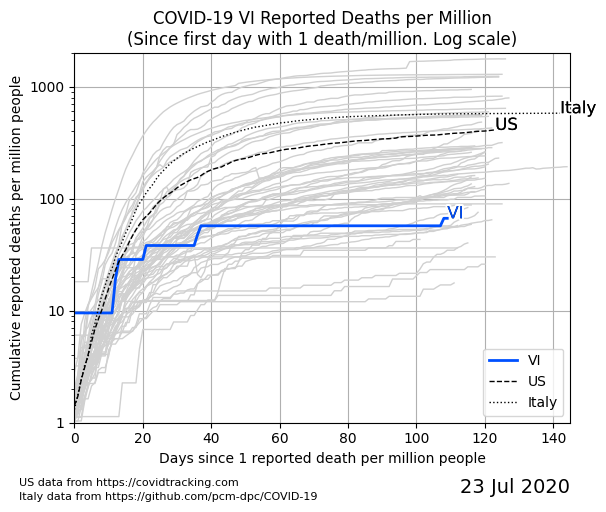 COVID-19 VI Reported Deaths per Million
(Since first day with 1 death/million. Log scale)
Cumulative reported deaths per million people
1000
100
10
1
Italy
US
VI
VI
US
Italy
0 20 40 60 80 100 120 140
Days since 1 reported death per million people
US data from https://covidtracking.com
Italy data from https://github.com/pcm-dpc/COVID-19
23 Jul 2020